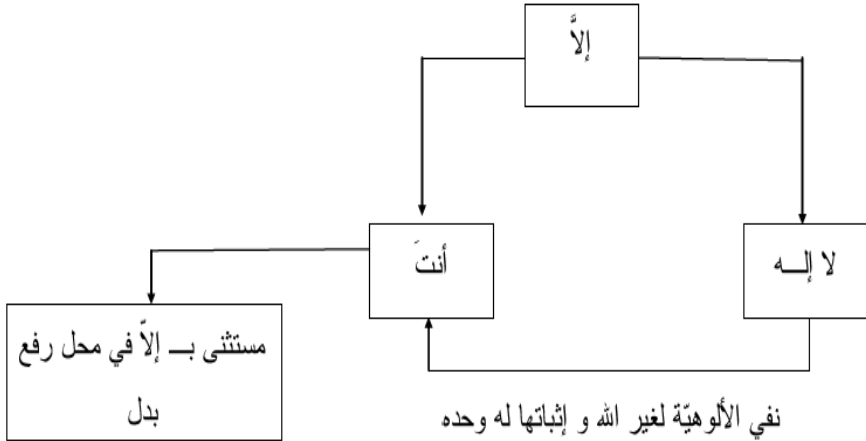 إلاَّ
لا إلـــه
أنتَ
مستثنى بـــ إلاّ في محل رفع
بدل
نفي الألوهيّة لغير الله و إثباتها له وحده